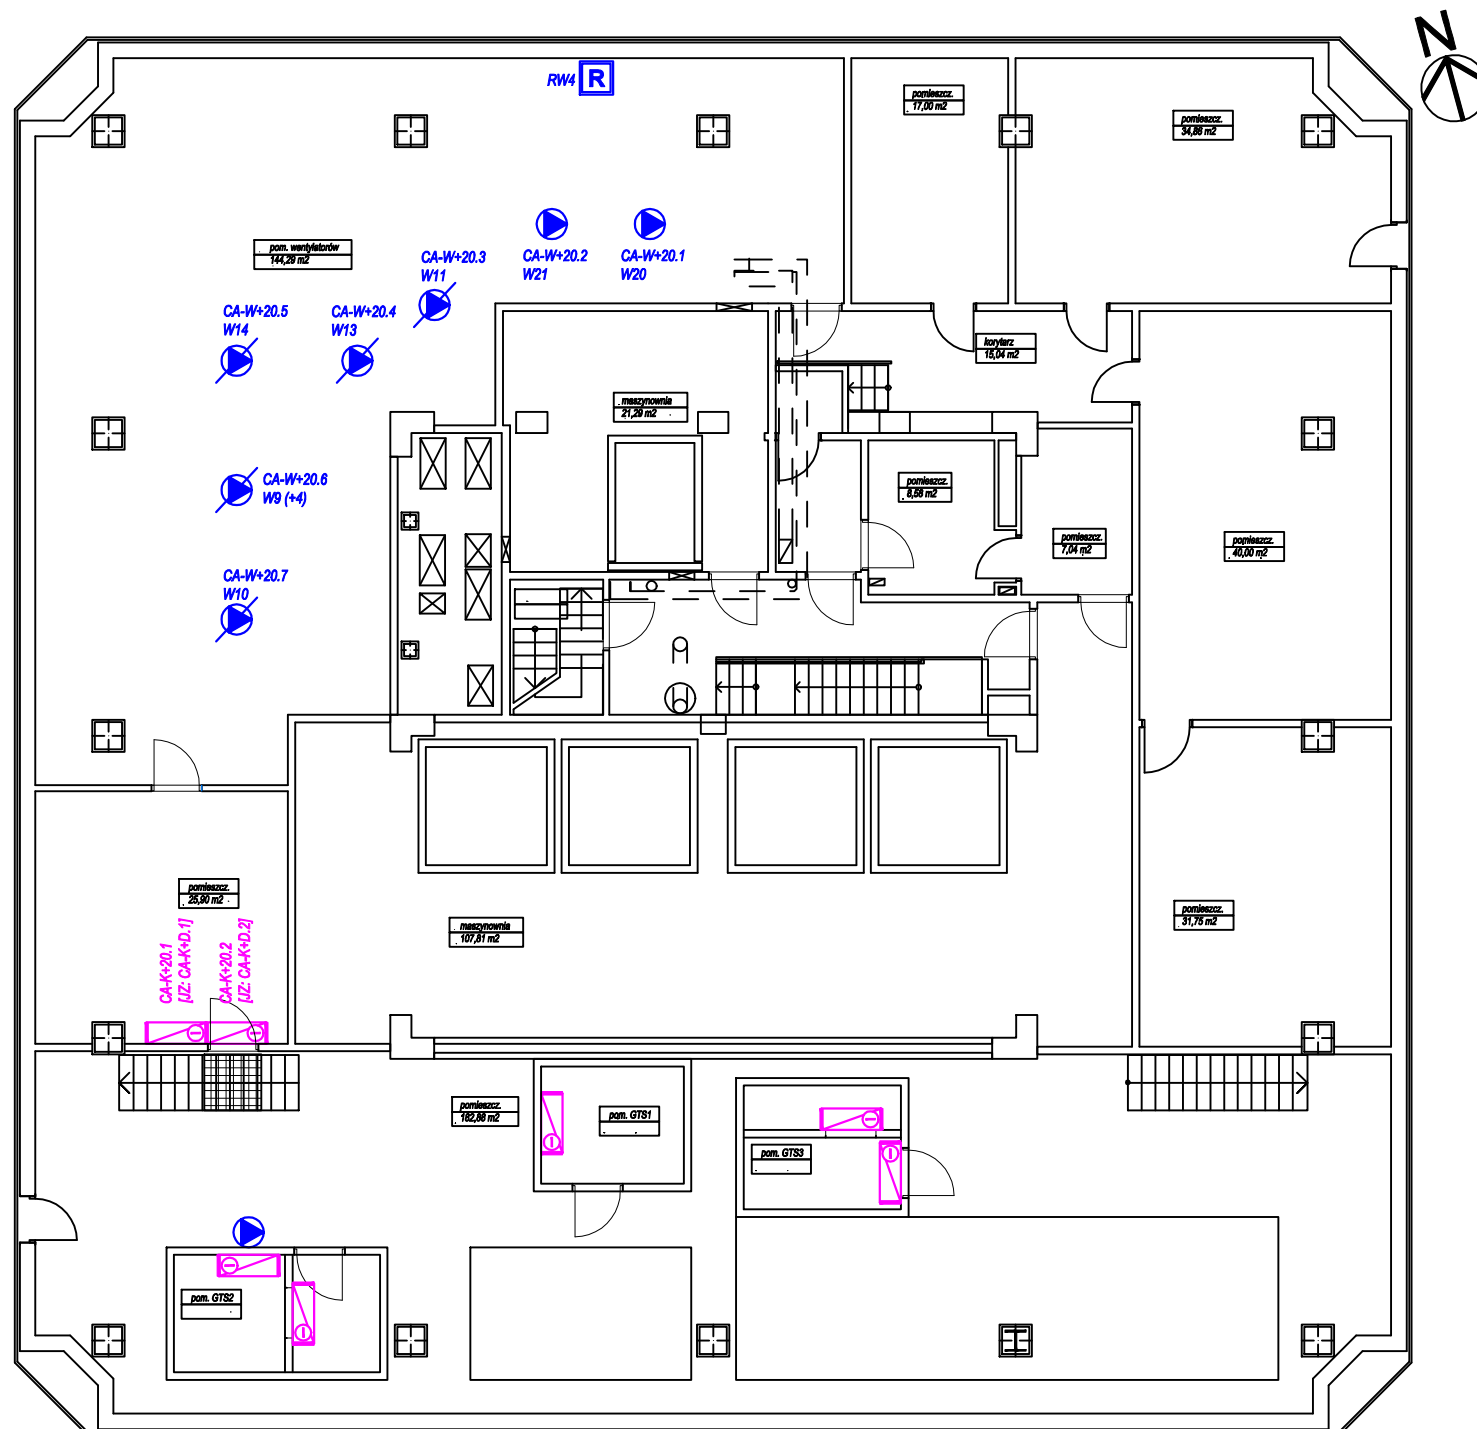 N
RW4
R
pomieszcz.
17,00 m2
pomieszcz.
34,86 m2
pom. wentylatorów
144,29 m2
CA-W+20.3
W11
CA-W+20.2
W21
CA-W+20.1
W20
CA-W+20.5
W14
CA-W+20.4
W13
korytarz
15,04 m2
maszynownia
21,29 m2
CA-W+20.6
W9 (+4)
pomieszcz.
8,58 m2
pomieszcz.
7,04 m2
pomieszcz.
40,00 m2
CA-W+20.7
W10
pomieszcz.
25,90 m2
maszynownia
107,81 m2
pomieszcz.
31,75 m2
CA-K+20.1
[JZ: CA-K+D.1]
CA-K+20.2
[JZ: CA-K+D.2]
pomieszcz.
182,88 m2
pom. GTS1
pom. GTS3
pom. GTS2